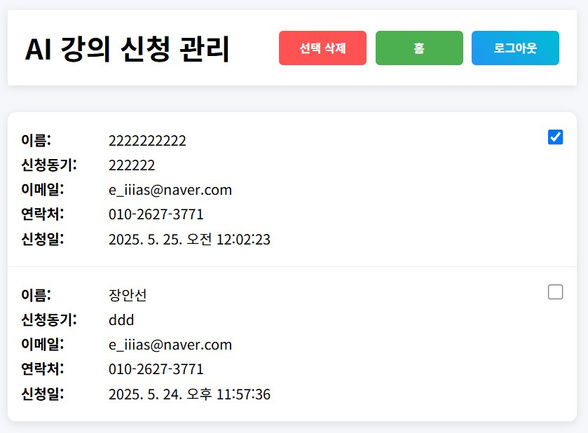 AI 강의 신청 관리
선택 삭제 홈 로그아웃
이름: 2222222222
신청동기: 222222
이메일: e_iiias@naver.com
연락처: 010-2627-3771
신청일: 2025. 5. 25. 오전 12:02:23
이름: 장안선
신청동기: ddd
이메일: e_iiias@naver.com
연락처: 010-2627-3771
신청일: 2025. 5. 24. 오후 11:57:36